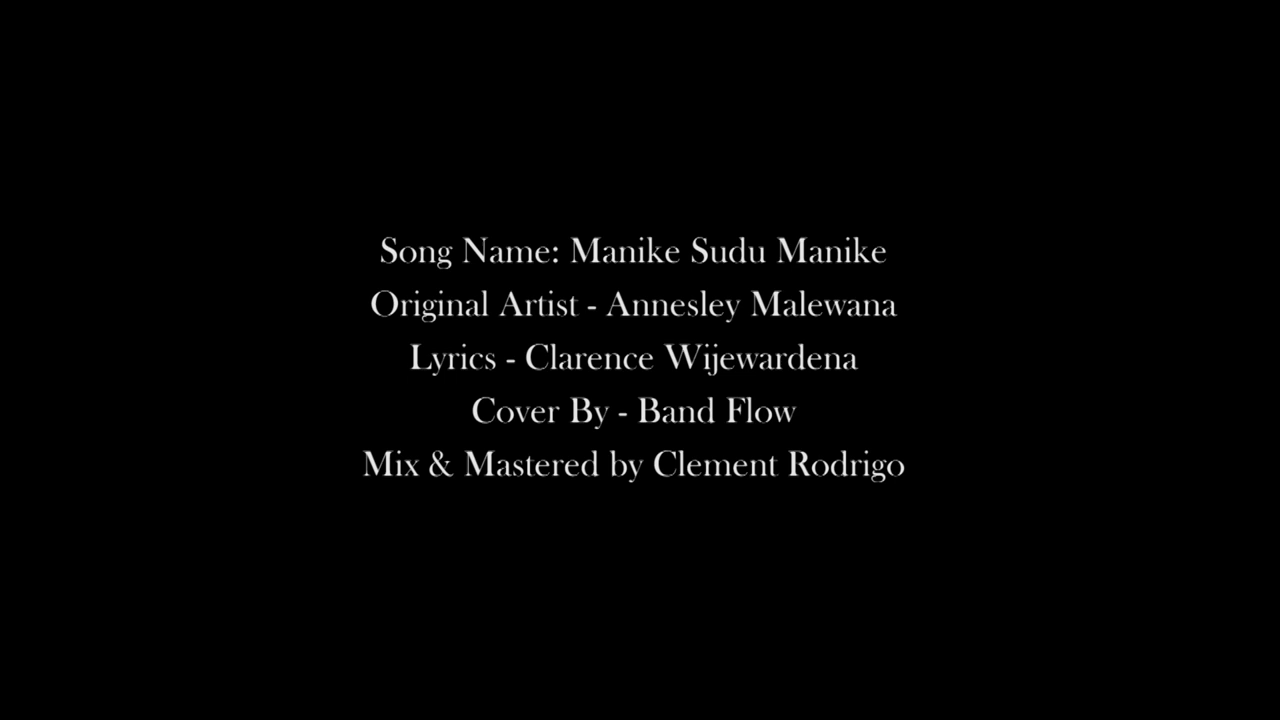 Song Name: Manike Sudu Manike
Original Artist - Annesley Malewana
Lyrics - Clarence Wijewardena
Cover By - Band Flow
Mix & Mastered by Clement Rodrigo